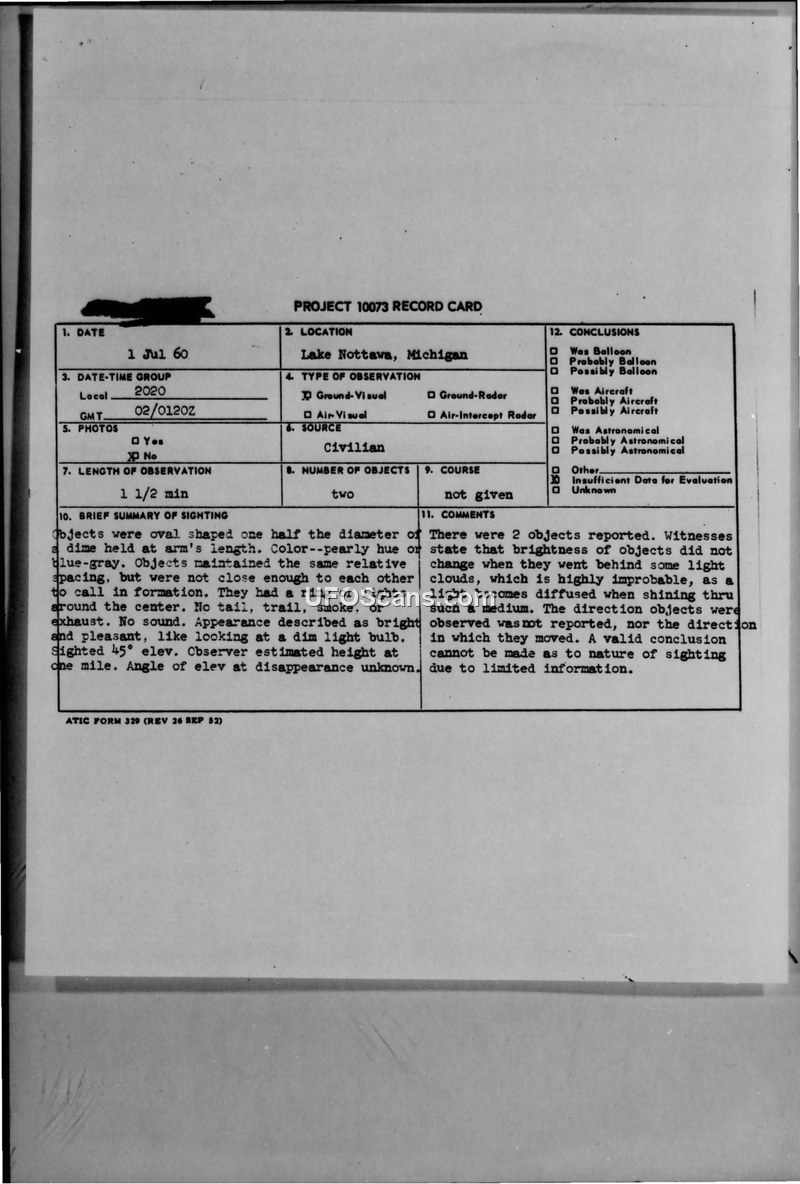 PROJECT 10073 RECORD CARD
1. DATE
1 Jul 60
2. LOCATION
Lake Nottawa, Michigan
12. CONCLUSIONS
Was Balloon
Probably Balloon
Possibly Balloon
Was Aircraft
Probably Aircraft
Possibly Aircraft
Was Astronomical
Probably Astronomical
Possibly Astronomical
Other
Insufficient Data for Evaluation
Unknown
3. DATE-TIME GROUP
Local 2020
GMT 02/0120Z
4. TYPE OF OBSERVATION
Ground-Visual Ground-Radar
Air-Visual Air-Intercept Radar
5. PHOTOS
Yes
No
6. SOURCE
Civilian
7. LENGTH OF OBSERVATION
1 1/2 min
8. NUMBER OF OBJECTS
two
9. COURSE
not given
10. BRIEF SUMMARY OF SIGHTING
Objects were oval shaped one half the diameter of
a dime held at arm's length. Color--pearly hue or
blue-gray. Objects maintained the same relative
spacing, but were not close enough to each other
to call in formation. They had a
around the center. No tail, trail, smoke, or
exhaust. No sound. Appearance described as bright
and pleasant, like looking at a dim light bulb.
Sighted 45° elev. Observer estimated height at
one mile. Angle of elev at disappearance unknown.
11. COMMENTS
There were 2 objects reported. Witnesses
state that brightness of objects did not
change when they went behind some light
clouds, which is highly improbable, as a
light becomes diffused when shining thru
such a medium. The direction objects were
observed was not reported, nor the direction
in which they moved. A valid conclusion
cannot be made as to nature of sighting
due to limited information.
UFOScans.com
ATIC FORM 329 (REV 26 SEP 52)